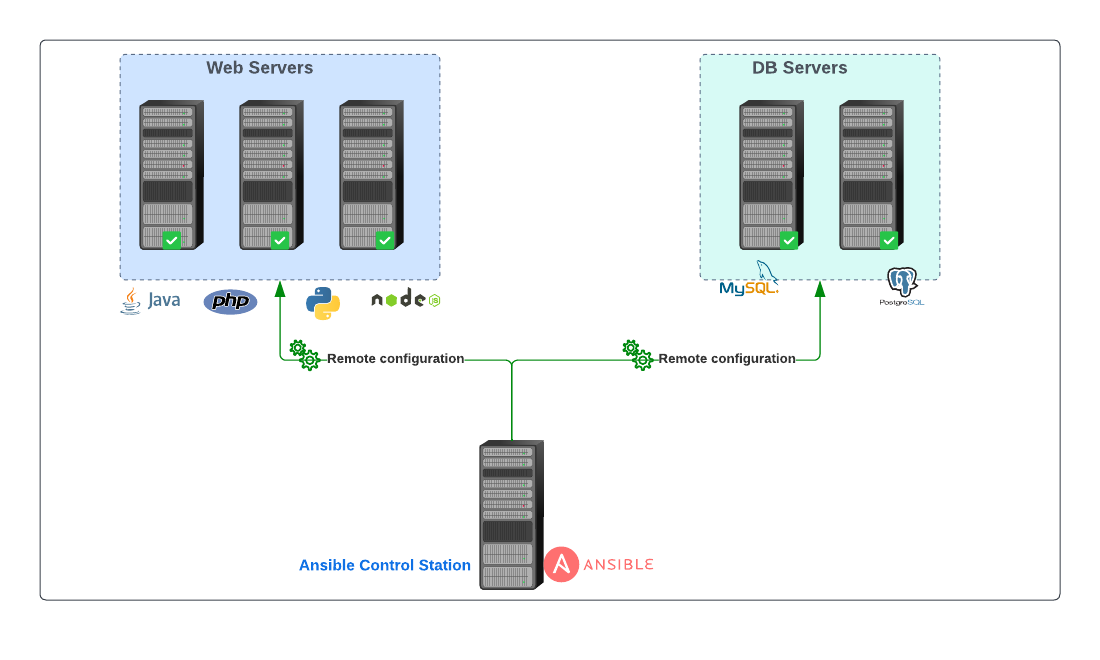 Web Servers
DB Servers
Java
php
node
JS
MySQL.
PostgreSQL
Remote configuration
Remote configuration
Ansible Control Station
A ANSIBLE